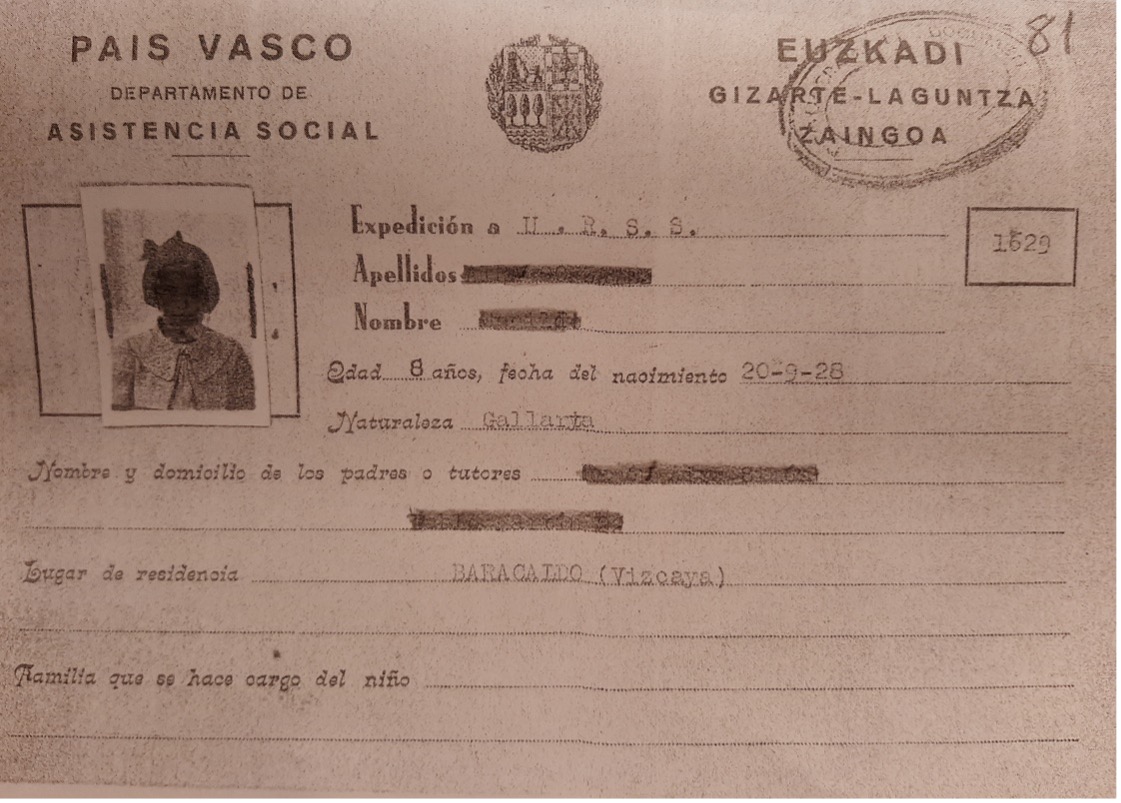 PAIS VASCO
DEPARTAMENTO DE
ASISTENCIA SOCIAL
EUZKADI
GIZARTE-LAGUNTZA
ZAINGOA
81
Expedición a U. R. S. S.
1629
Apellidos
Nombre
Edad 8 años, fecha del nacimiento 20-9-28
Naturaleza Gallarta
Nombre y domicilio de los padres o tutores
Lugar de residencia BARACALDO (Vizcaya)
Familia que se hace cargo del niño